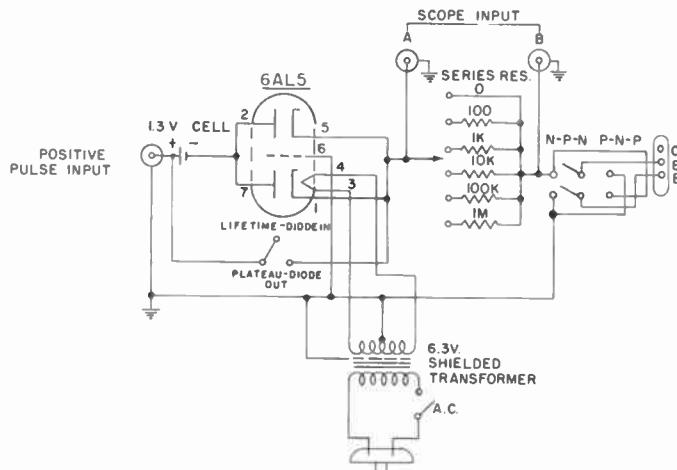 SCOPE INPUT
A
B
6AL5
SERIES RES.
0
100
1K
10K
100K
1M
2
5
6
4
3
7
1
1.3 V CELL
+ -
POSITIVE
PULSE INPUT
N-P-N P-N-P
C
B
E
LIFETIME-DIODE IN
PLATEAU-DIODE
OUT
6.3V.
SHIELDED
TRANSFORMER
A.C.